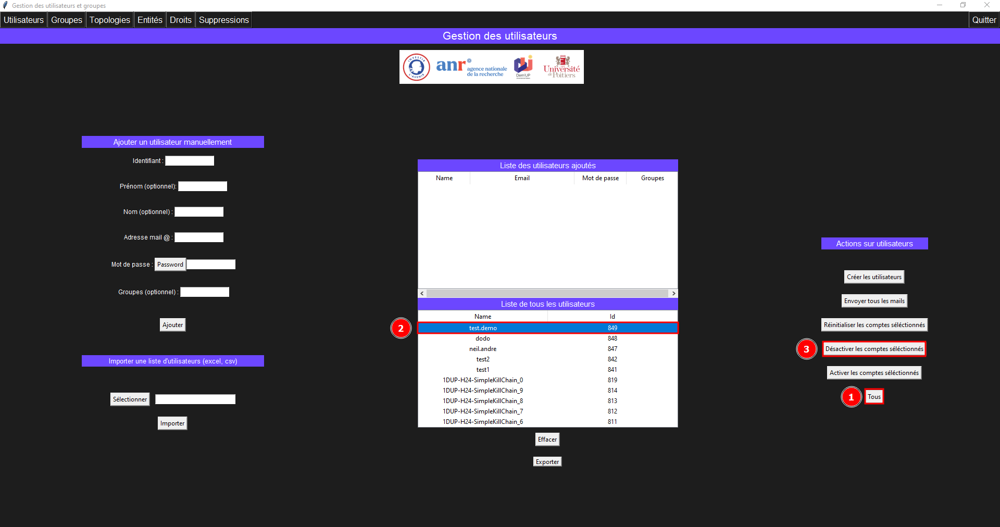 Gestion des utilisateurs et groupes
Utilisateurs Groupes Topologies Entités Droits Suppressions Quitter
Gestion des utilisateurs
INVESTIR L'AVENIR
anr agence nationale de la recherche
Dem'UP
Université de Poitiers
Ajouter un utilisateur manuellement
Identifiant :
Prénom (optionnel):
Nom (optionnel) :
Adresse mail @ :
Mot de passe : Password
Groupes (optionnel) :
Ajouter
Importer une liste d'utilisateurs (excel, csv)
Sélectionner
Importer
Liste des utilisateurs ajoutés
Name Email Mot de passe Groupes
Liste de tous les utilisateurs
Name Id
2 test.demo 849
dodo 848
neil.andre 847
test2 842
test1 841
1DUP-H24-SimpleKillChain_0 819
1DUP-H24-SimpleKillChain_9 814
1DUP-H24-SimpleKillChain_8 813
1DUP-H24-SimpleKillChain_7 812
1DUP-H24-SimpleKillChain_6 811
Effacer
Exporter
Actions sur utilisateurs
Créer les utilisateurs
Envoyer tous les mails
Réinitialiser les comptes séléctionnés
3 Désactiver les comptes séléctionnés
Activer les comptes séléctionnés
1 Tous